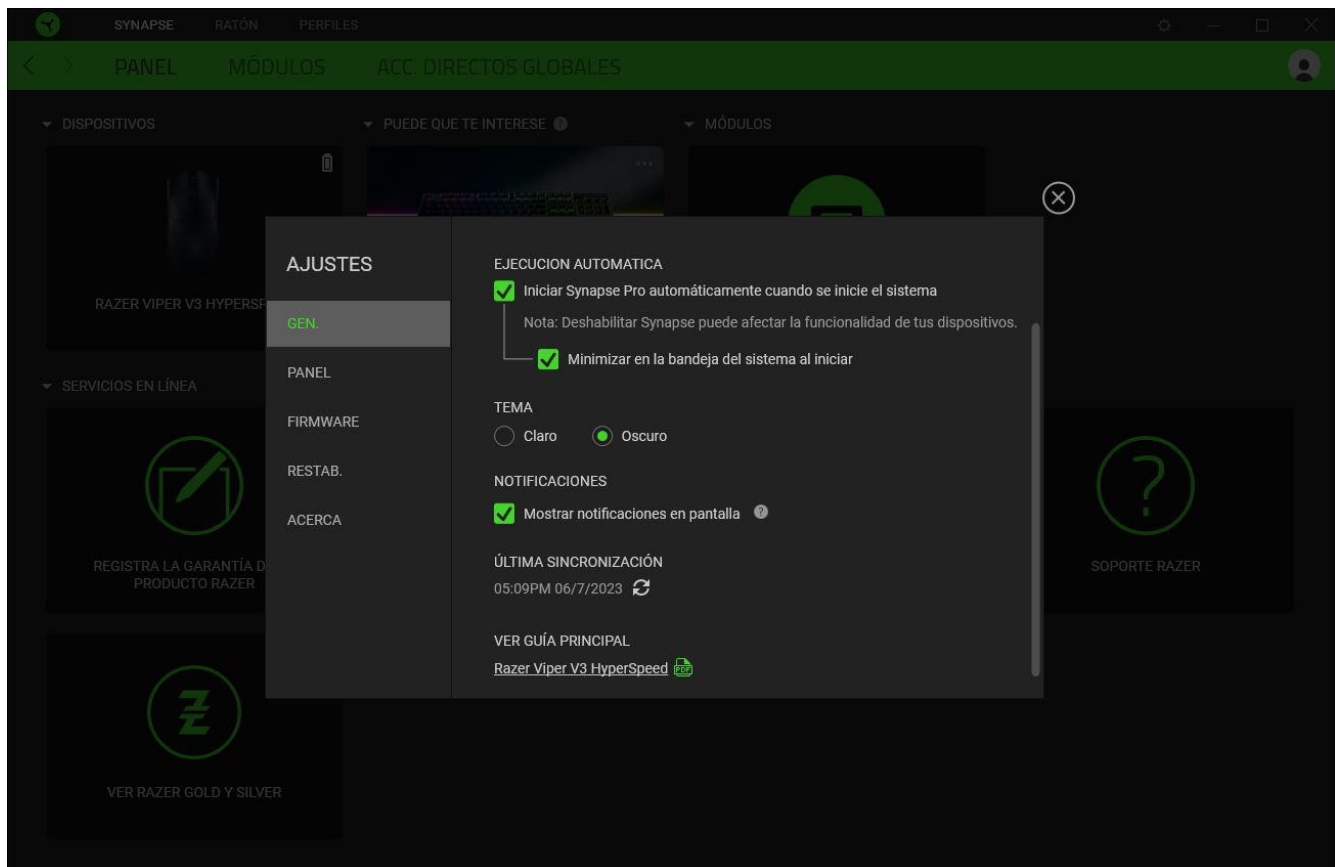 SYNAPSE
RATÓN
PERFILES
PANEL
MÓDULOS
ACC. DIRECTOS GLOBALES
DISPOSITIVOS
PUEDE QUE TE INTERESE
MÓDULOS
RAZER VIPER V3 HYPERSP
SERVICIOS EN LÍNEA
REGISTRA LA GARANTÍA D
PRODUCTO RAZER
SOPORTE RAZER
VER RAZER GOLD Y SILVER
AJUSTES
GEN.
PANEL
FIRMWARE
RESTAB.
ACERCA
EJECUCION AUTOMATICA
Iniciar Synapse Pro automáticamente cuando se inicie el sistema
Nota: Deshabilitar Synapse puede afectar la funcionalidad de tus dispositivos.
Minimizar en la bandeja del sistema al iniciar
TEMA
Claro
Oscuro
NOTIFICACIONES
Mostrar notificaciones en pantalla
ÚLTIMA SINCRONIZACIÓN
05:09PM 06/7/2023
VER GUÍA PRINCIPAL
Razer Viper V3 HyperSpeed
PDF